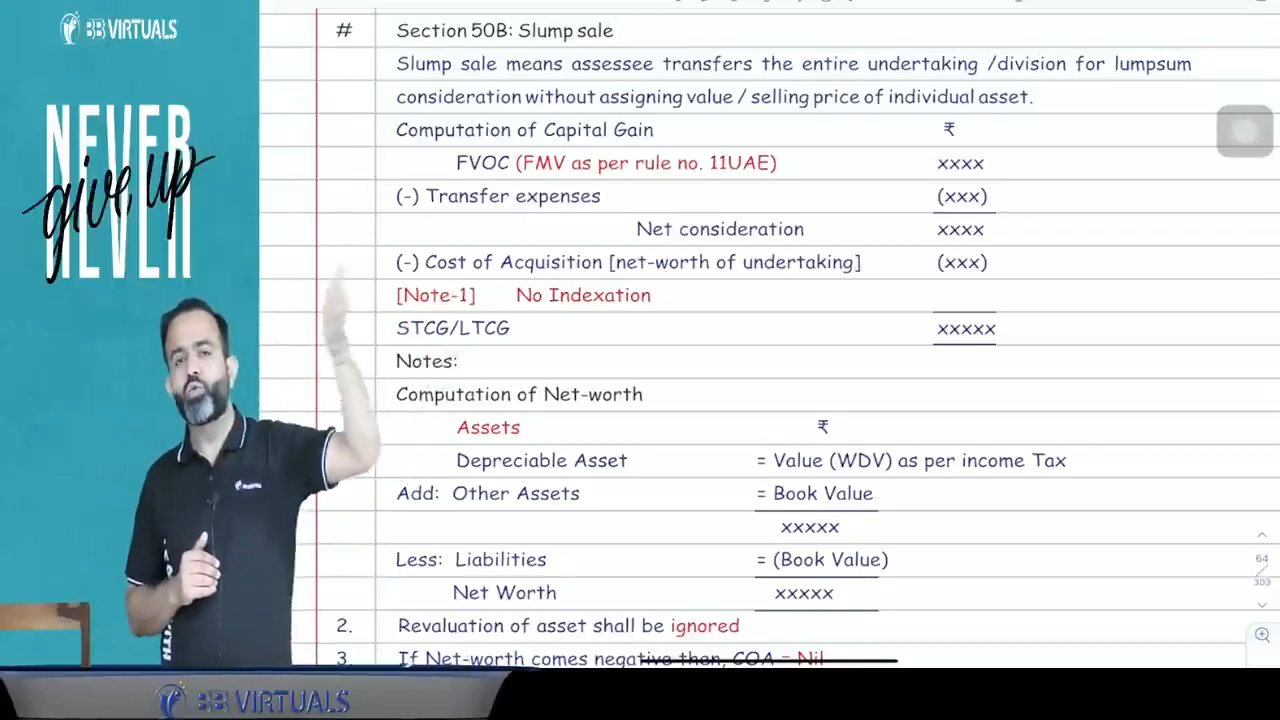 BB VIRTUALS
NEVER
give up
NEVER
# Section 50B: Slump sale
Slump sale means assessee transfers the entire undertaking /division for lumpsum
consideration without assigning value / selling price of individual asset.
Computation of Capital Gain ₹
FVOC (FMV as per rule no. 11UAE) xxxx
(-) Transfer expenses (xxx)
Net consideration xxxx
(-) Cost of Acquisition [net-worth of undertaking] (xxx)
[Note-1] No Indexation
STCG/LTCG xxxxx
Notes:
Computation of Net-worth
Assets ₹
Depreciable Asset = Value (WDV) as per income Tax
Add: Other Assets = Book Value
xxxxx
Less: Liabilities = (Book Value)
Net Worth xxxxx
2. Revaluation of asset shall be ignored
3. If Net-worth comes negative then, COA = Nil
64
303
BB VIRTUALS